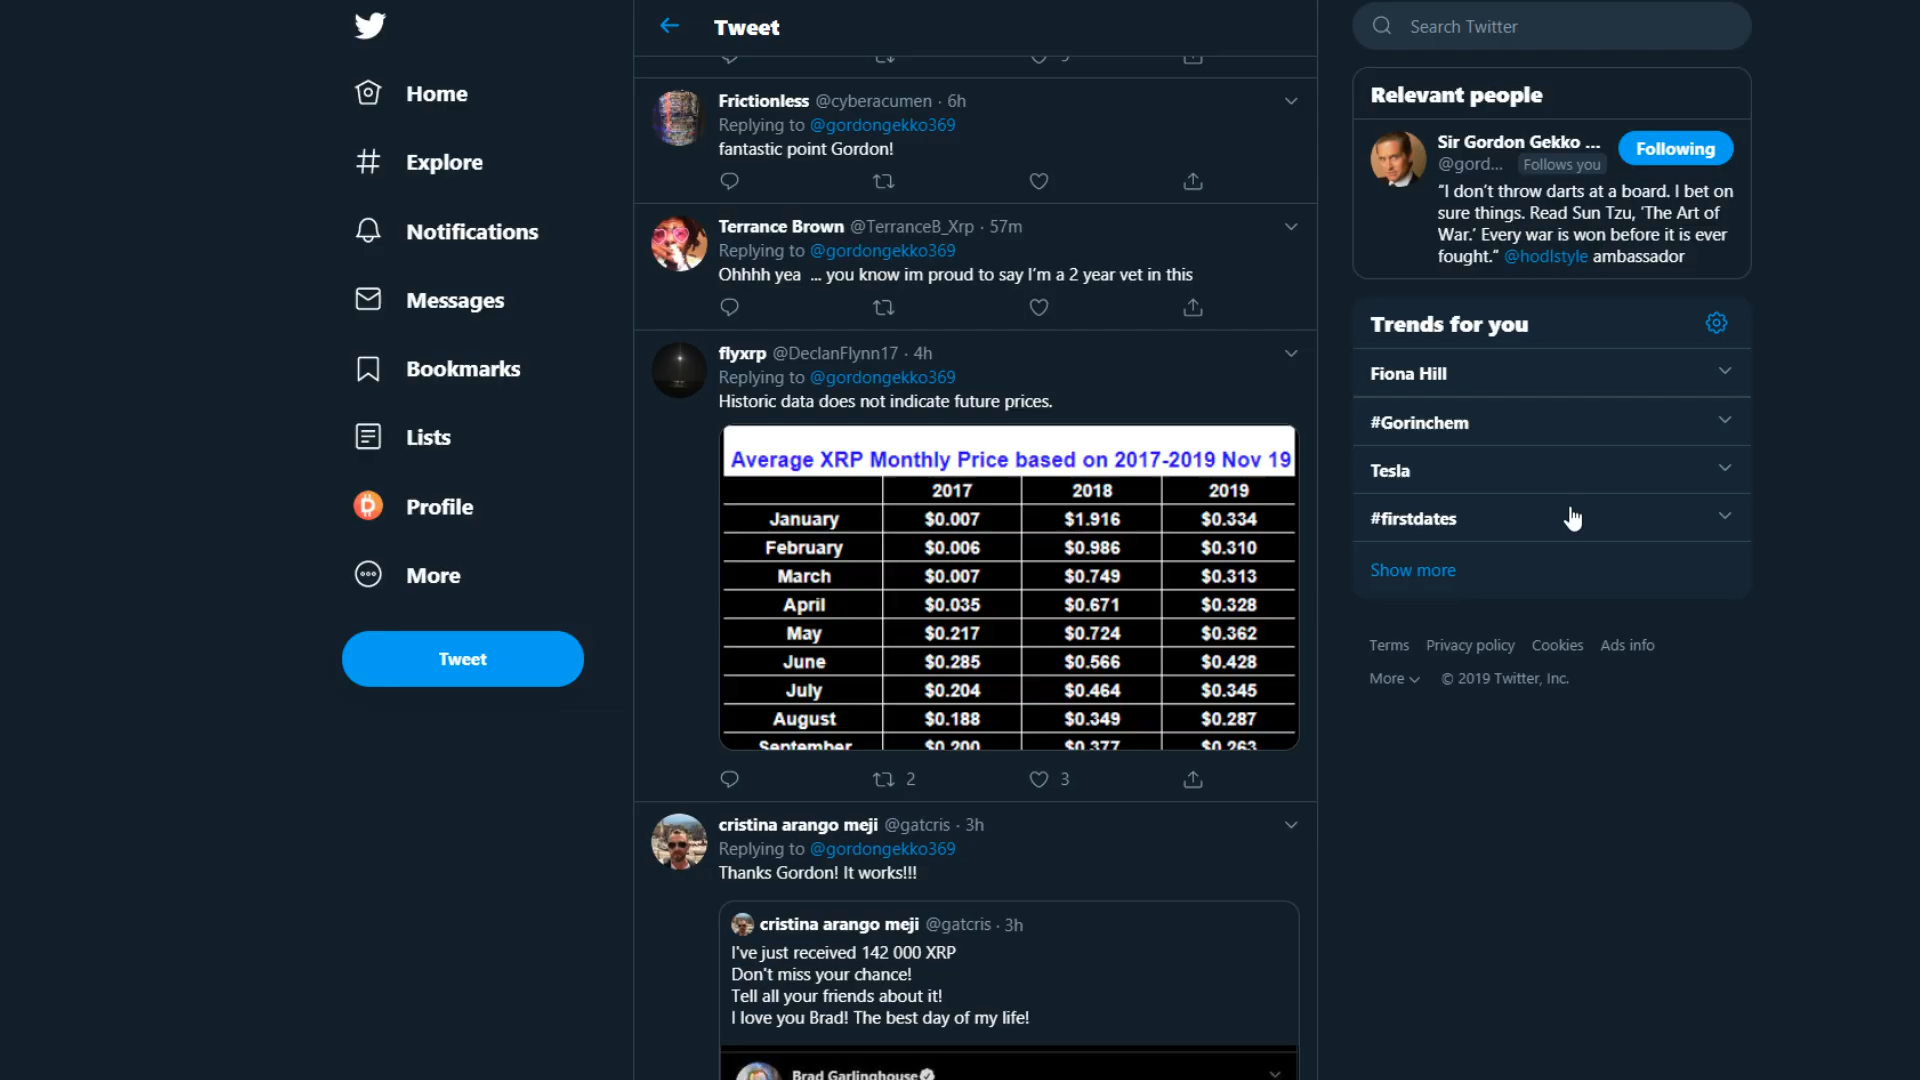 Home
Explore
Notifications
Messages
Bookmarks
Lists
Profile
More
Tweet
Tweet
5
Frictionless @cyberacumen · 6h
Replying to @gordongekko369
fantastic point Gordon!
Terrance Brown @TerranceB_Xrp · 57m
Replying to @gordongekko369
Ohhhh yea ... you know im proud to say I'm a 2 year vet in this
flyxrp @DeclanFlynn17 · 4h
Replying to @gordongekko369
Historic data does not indicate future prices.
Average XRP Monthly Price based on 2017-2019 Nov 19
2017 2018 2019
January $0.007 $1.916 $0.334
February $0.006 $0.986 $0.310
March $0.007 $0.749 $0.313
April $0.035 $0.671 $0.328
May $0.217 $0.724 $0.362
June $0.285 $0.566 $0.428
July $0.204 $0.464 $0.345
August $0.188 $0.349 $0.287
September $0.200 $0.377 $0.263
2 3
cristina arango meji @gatcris · 3h
Replying to @gordongekko369
Thanks Gordon! It works!!!
cristina arango meji @gatcris · 3h
I've just received 142 000 XRP
Don't miss your chance!
Tell all your friends about it!
I love you Brad! The best day of my life!
Brad Garlinghouse
Search Twitter
Relevant people
Sir Gordon Gekko ...
@gord... Follows you
Following
"I don't throw darts at a board. I bet on
sure things. Read Sun Tzu, 'The Art of
War.' Every war is won before it is ever
fought." @hodlstyle ambassador
Trends for you
Fiona Hill
#Gorinchem
Tesla
#firstdates
Show more
Terms Privacy policy Cookies Ads info
More © 2019 Twitter, Inc.